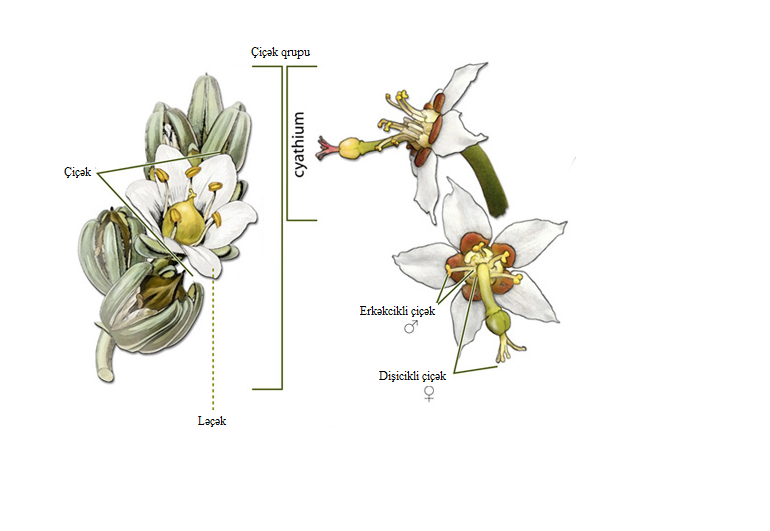 Çiçək qrupu
cyathium
Çiçək
Erkəkcikli çiçək
♂
Dişicikli çiçək
♀
Ləçək